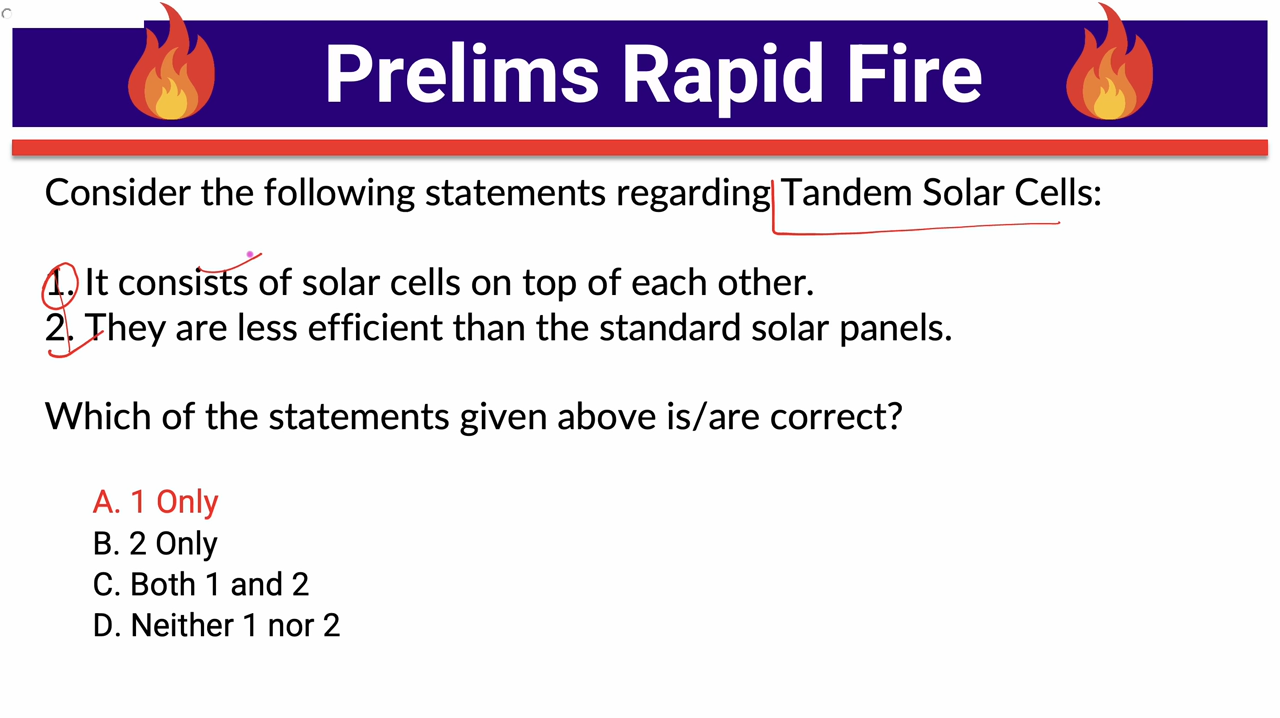 Prelims Rapid Fire
Consider the following statements regarding Tandem Solar Cells:
1. It consists of solar cells on top of each other.
2. They are less efficient than the standard solar panels.
Which of the statements given above is/are correct?
A. 1 Only
B. 2 Only
C. Both 1 and 2
D. Neither 1 nor 2